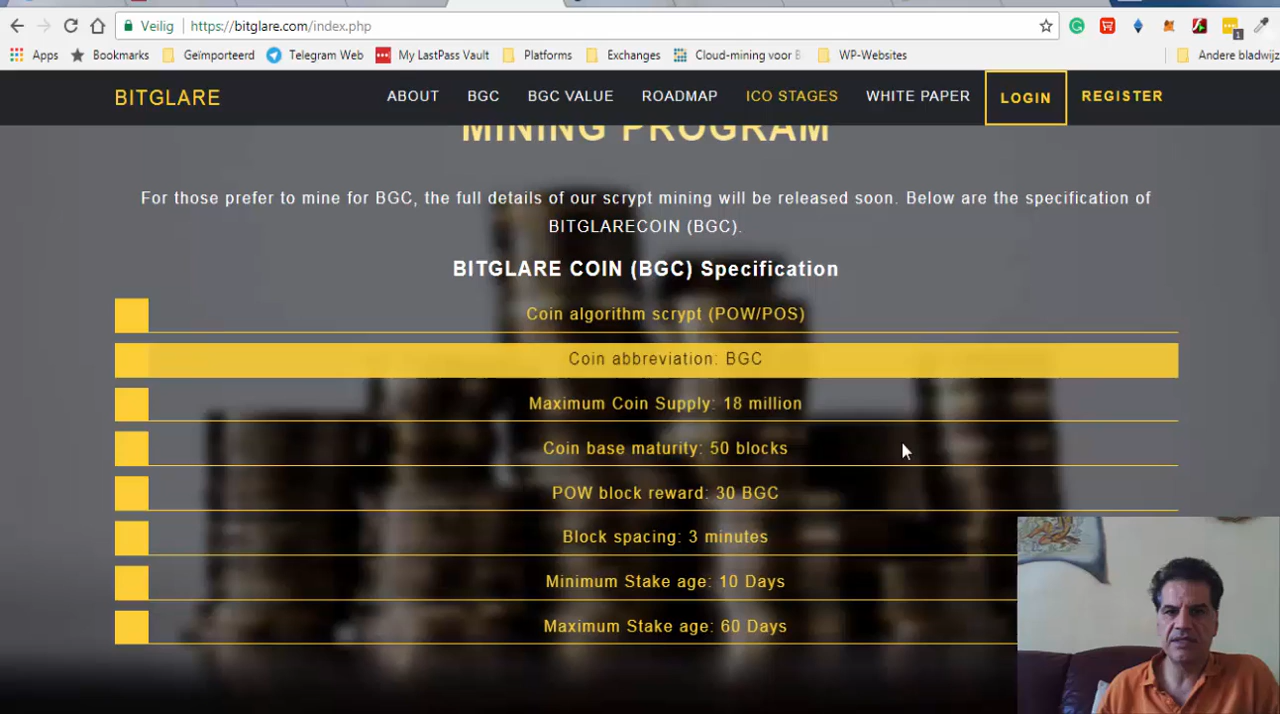 Veilig https://bitglare.com/index.php
1
Apps Bookmarks Geïmporteerd Telegram Web My LastPass Vault Platforms Exchanges Cloud-mining voor B WP-Websites Andere bladwijz
BITGLARE ABOUT BGC BGC VALUE ROADMAP ICO STAGES WHITE PAPER LOGIN REGISTER
MINING PROGRAM
For those prefer to mine for BGC, the full details of our scrypt mining will be released soon. Below are the specification of
BITGLARECOIN (BGC).
BITGLARE COIN (BGC) Specification
Coin algorithm scrypt (POW/POS)
Coin abbreviation: BGC
Maximum Coin Supply: 18 million
Coin base maturity: 50 blocks
POW block reward: 30 BGC
Block spacing: 3 minutes
Minimum Stake age: 10 Days
Maximum Stake age: 60 Days